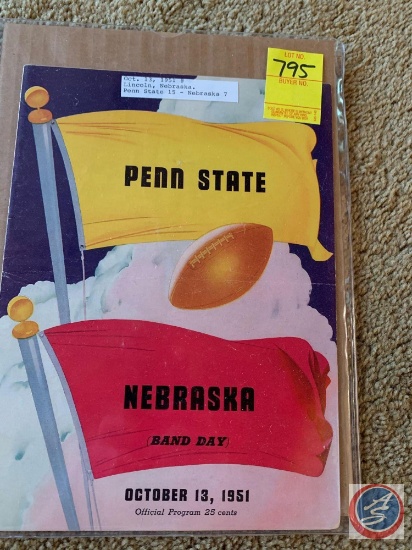 LOT NO.
795
BUYER NO.
Oct. 13, 1951 @
Lincoln, Nebraska.
Penn State 15 - Nebraska 7
PENN STATE
NEBRASKA
(BAND DAY)
OCTOBER 13, 1951
Official Program 25 cents